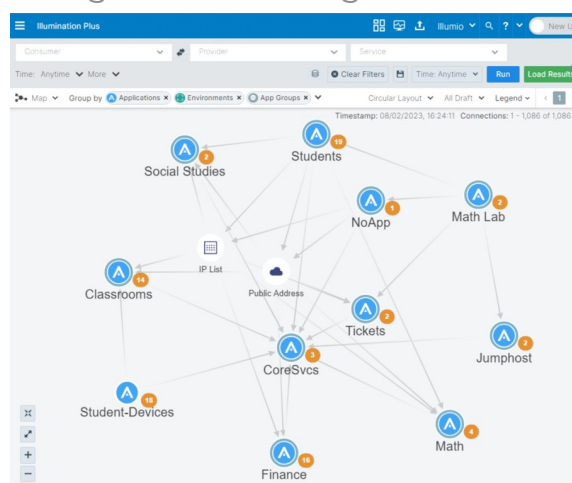 Illumination Plus
Illumio
?
New U
Consumer
Provider
Service
Time: Anytime
More
Clear Filters
Time: Anytime
Run
Load Results
Map
Group by
A Applications ×
Environments ×
App Groups ×
Circular Layout
All Draft
Legend
1
Timestamp: 08/02/2023, 16:24:11 Connections: 1 - 1,086 of 1,086
A 19
Students
A 2
Social Studies
A 2
Math Lab
A 1
NoApp
IP List
Public Address
A 14
Classrooms
A 2
Tickets
A 2
Jumphost
A 3
CoreSvcs
A 18
Student-Devices
A 4
Math
A 16
Finance